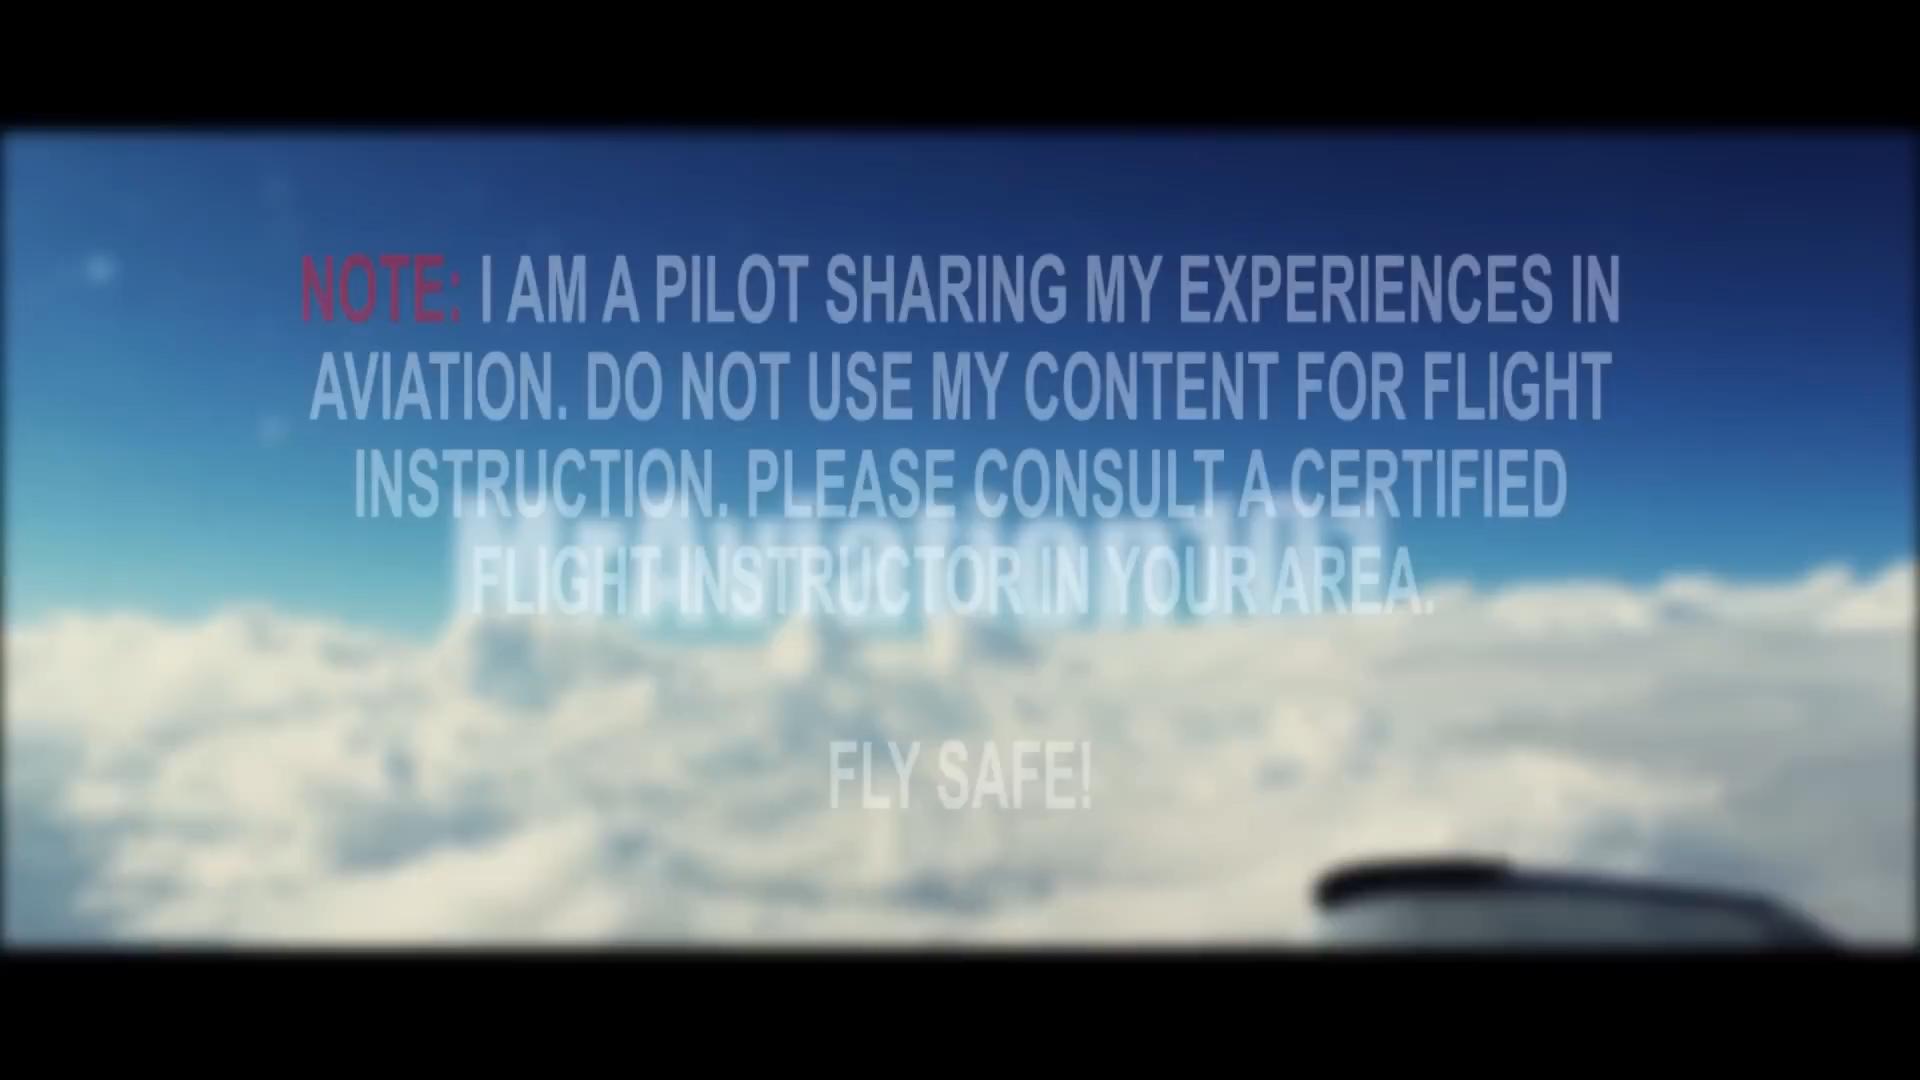 NOTE: I AM A PILOT SHARING MY EXPERIENCES IN
AVIATION. DO NOT USE MY CONTENT FOR FLIGHT
INSTRUCTION. PLEASE CONSULT A CERTIFIED
MrAviation101
FLIGHT INSTRUCTOR IN YOUR AREA.
FLY SAFE!